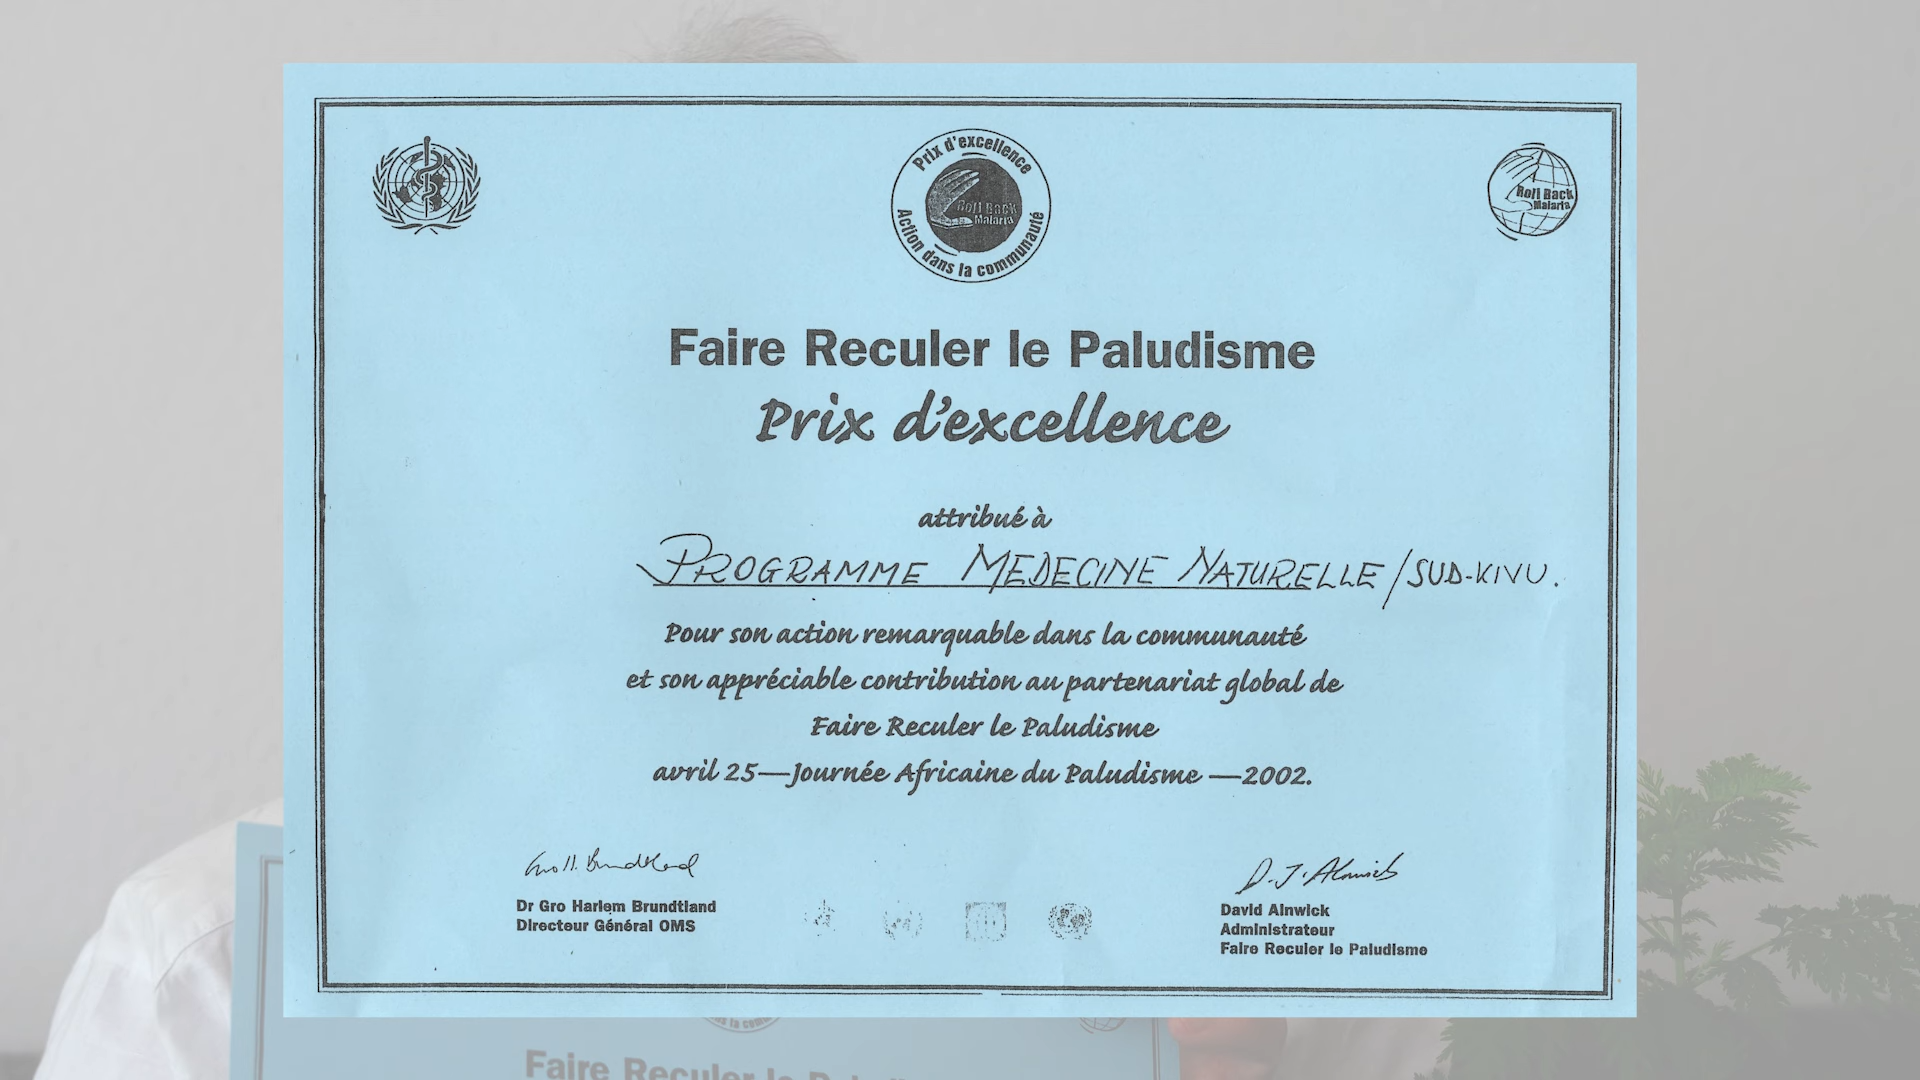 Prix d'excellence
Roll Back
Malaria
Action dans la communauté
Roll Back
Malaria
Faire Reculer le Paludisme
Prix d'excellence
attribué à
PROGRAMME MEDECINE NATURELLE/SUD-KIVU.
Pour son action remarquable dans la communauté
et son appréciable contribution au partenariat global de
Faire Reculer le Paludisme
avril 25—Journée Africaine du Paludisme —2002.
Gro H. Brundtland
D. J. Alnwick
Dr Gro Harlem Brundtland
Directeur Général OMS
David Alnwick
Administrateur
Faire Reculer le Paludisme
Faire Reculer le